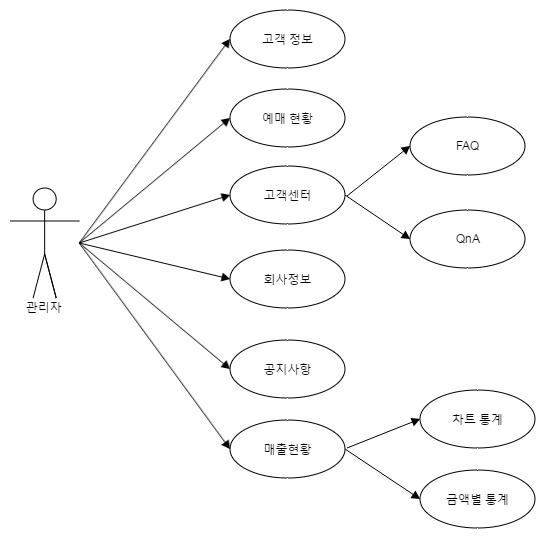 고객 정보
예매 현황
FAQ
고객센터
QnA
관리자
회사정보
공지사항
차트 통계
매출현황
금액별 통계